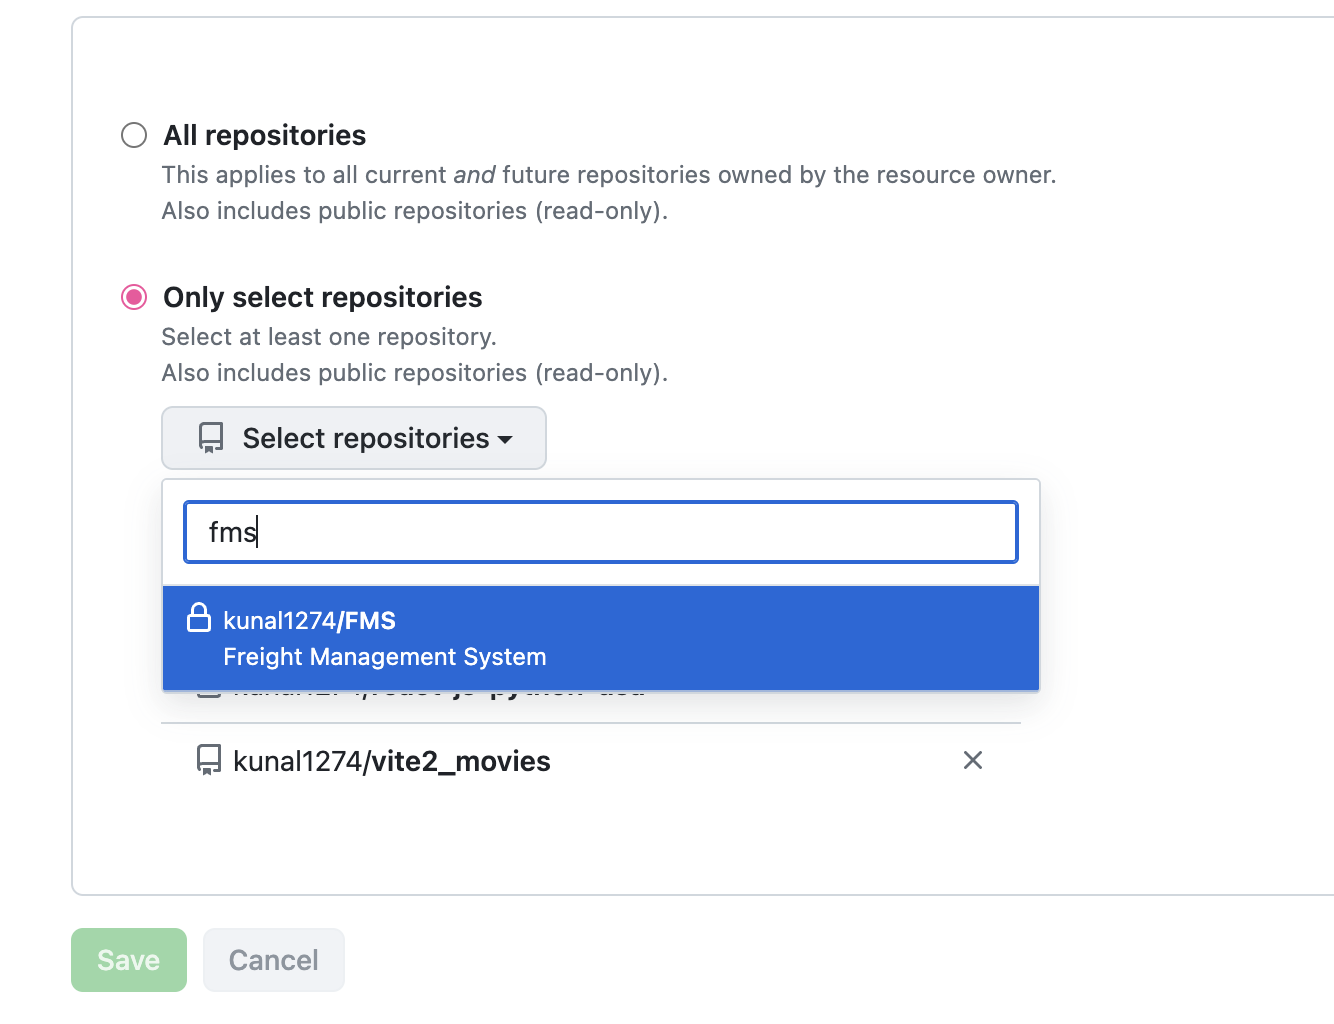 All repositories
This applies to all current and future repositories owned by the resource owner.
Also includes public repositories (read-only).
Only select repositories
Select at least one repository.
Also includes public repositories (read-only).
Select repositories
fms
kunal1274/FMS
Freight Management System
kunal1274/vite2_movies
Save
Cancel